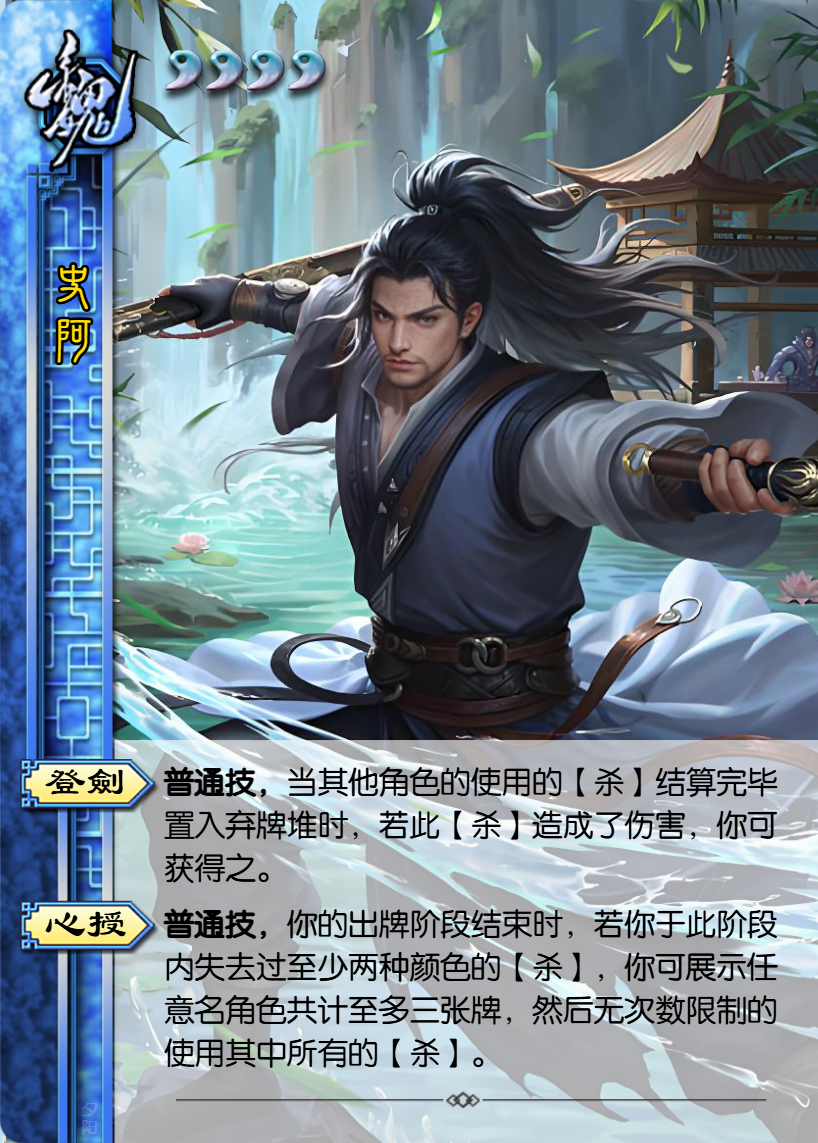 魏
史阿
登劍
普通技，当其他角色的使用的【杀】结算完毕
置入弃牌堆时，若此【杀】造成了伤害，你可
获得之。
心授
普通技，你的出牌阶段结束时，若你于此阶段
内失去过至少两种颜色的【杀】，你可展示任
意名角色共计至多三张牌，然后无次数限制的
使用其中所有的【杀】。
夕阳